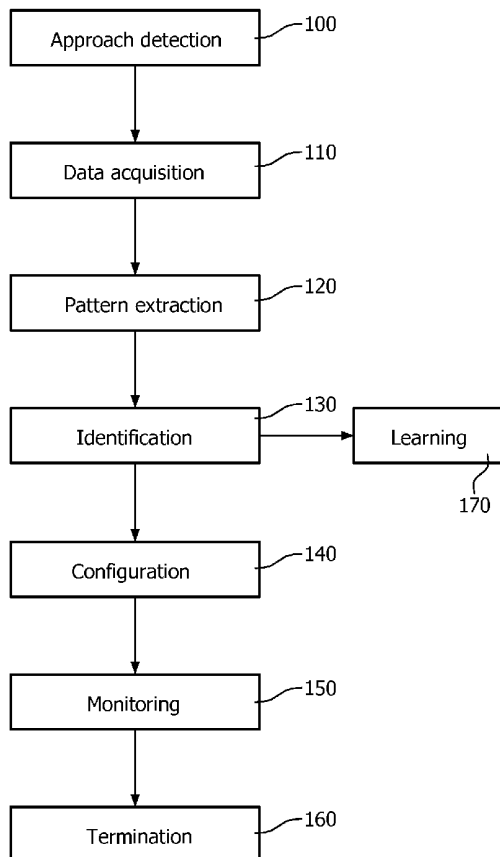 Approach detection
100
Data acquisition
110
Pattern extraction
120
Identification
130
Learning
170
Configuration
140
Monitoring
150
Termination
160